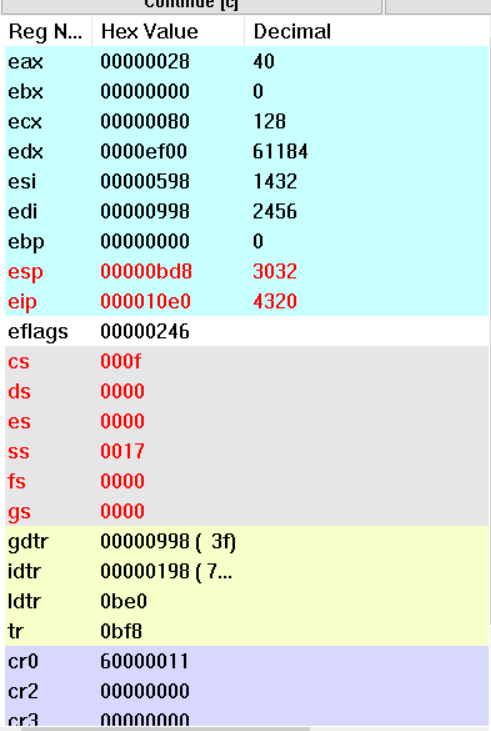 Continue [c]
Reg N... Hex Value Decimal
eax 00000028 40
ebx 00000000 0
ecx 00000080 128
edx 0000ef00 61184
esi 00000598 1432
edi 00000998 2456
ebp 00000000 0
esp 00000bd8 3032
eip 000010e0 4320
eflags 00000246
cs 000f
ds 0000
es 0000
ss 0017
fs 0000
gs 0000
gdtr 00000998 ( 3f)
idtr 00000198 ( 7...
ldtr 0be0
tr 0bf8
cr0 60000011
cr2 00000000
cr3 00000000